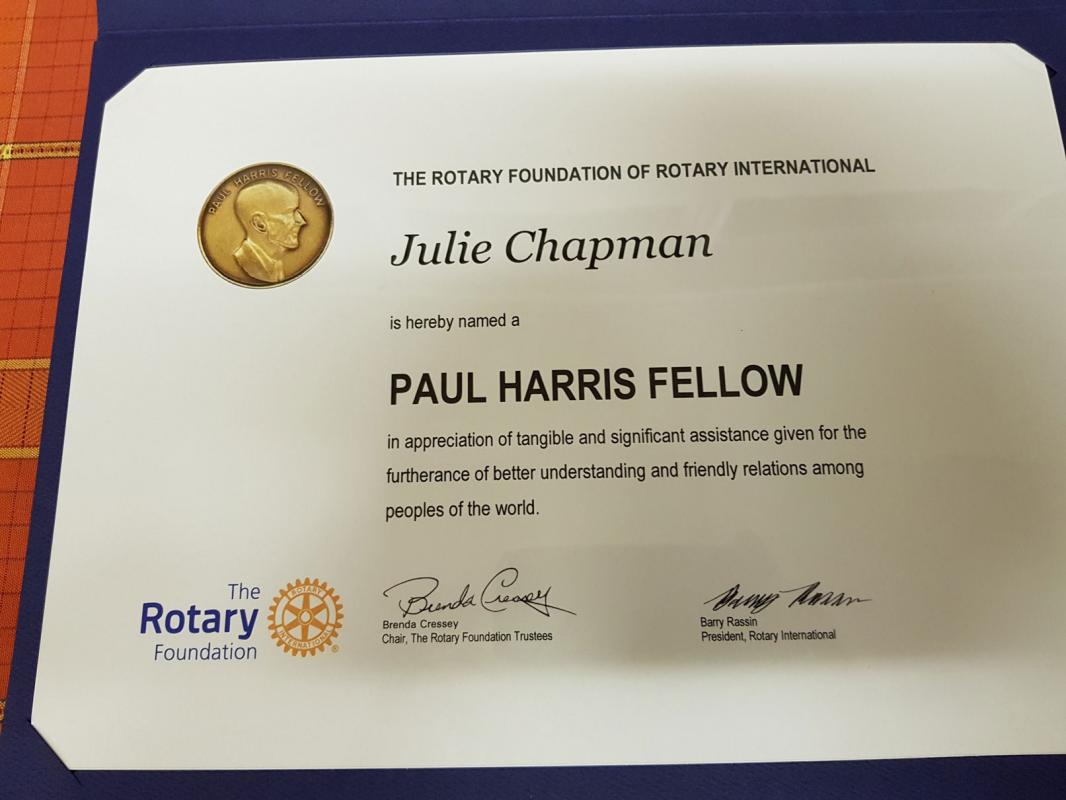 PAUL HARRIS FELLOW
THE ROTARY FOUNDATION OF ROTARY INTERNATIONAL
Julie Chapman
is hereby named a
PAUL HARRIS FELLOW
in appreciation of tangible and significant assistance given for the
furtherance of better understanding and friendly relations among
peoples of the world.
The
Rotary
Foundation
ROTARY
INTERNATIONAL
®
Brenda Cressey
Brenda Cressey
Chair, The Rotary Foundation Trustees
Barry Rassin
Barry Rassin
President, Rotary International